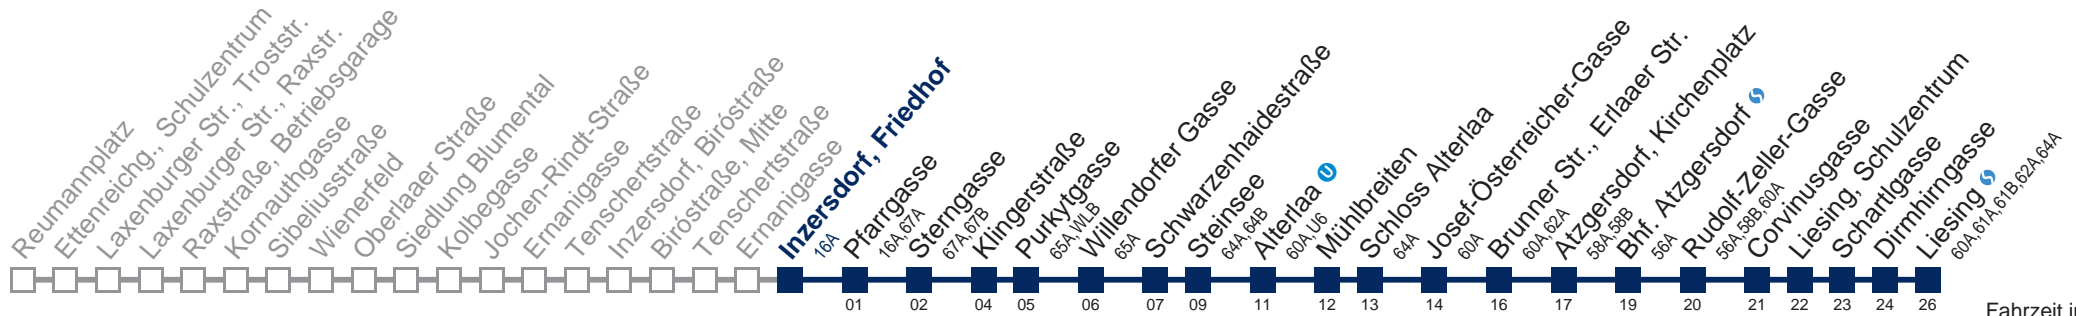 Reumannplatz
Ettenreichg., Schulzentrum
Laxenburger Str., Troststr.
Laxenburger Str., Raxstr.
Raxstraße, Betriebsgarage
Kornauthgasse
Sibeliusstraße
Wienerfeld
Oberlaaer Straße
Siedlung Blumental
Kolbegasse
Jochen-Rindt-Straße
Ernanigasse
Tenschertstraße
Inzersdorf, Biróstraße
Biróstraße, Mitte
Tenschertstraße
Ernanigasse
Inzersdorf, Friedhof
16A
Pfarrgasse
16A,67A
Sterngasse
67A,67B
Klingerstraße
Purkytgasse
65A,WLB
Willendorfer Gasse
65A
Schwarzenhaidestraße
Steinsee
64A,64B
Alterlaa U
60A,U6
Mühlbreiten
Schloss Alterlaa
64A
Josef-Österreicher-Gasse
60A
Brunner Str., Erlaaer Str.
60A,62A
Atzgersdorf, Kirchenplatz
58A,58B
Bhf. Atzgersdorf S
56A
Rudolf-Zeller-Gasse
56A,58B,60A
Corvinusgasse
Liesing, Schulzentrum
Schartlgasse
Dirmhirngasse
Liesing S
60A,61A,61B,62A,64A
01 02 04 05 06 07 09 11 12 13 14 16 17 19 20 21 22 23 24 26
Fahrzeit in